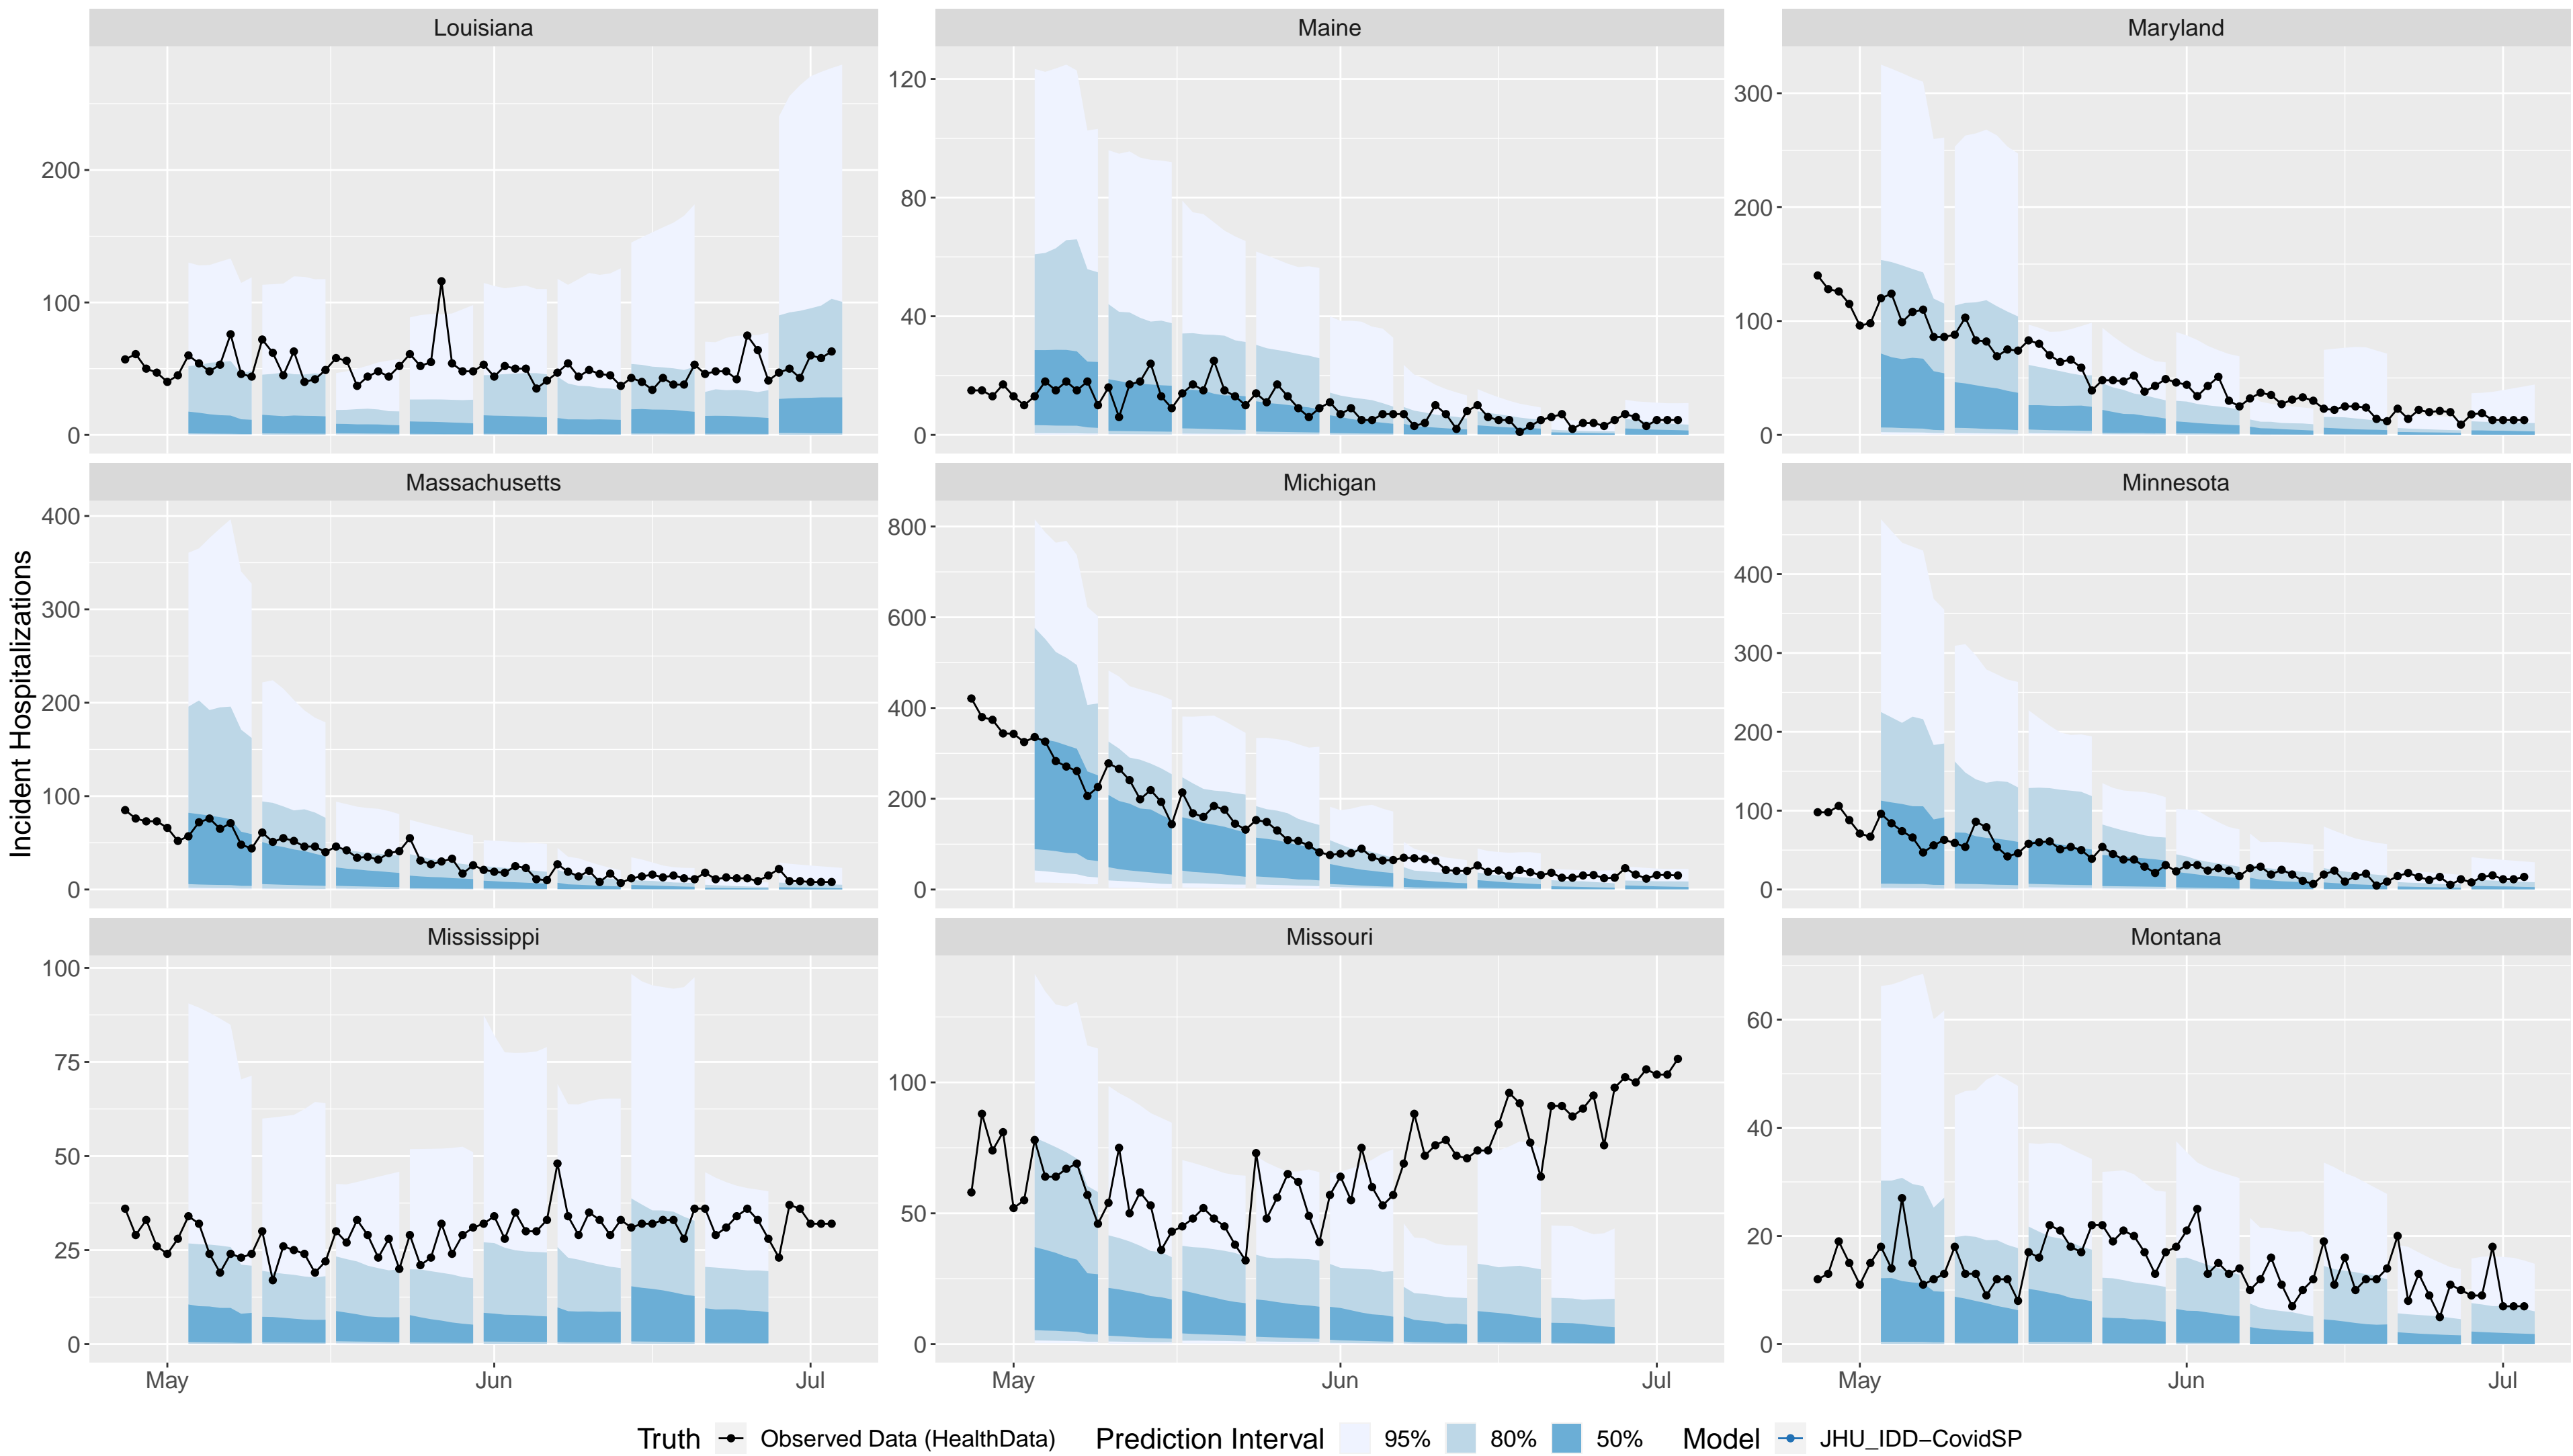 Louisiana
Maine
Maryland
200
100
0
120
80
40
0
300
200
100
0
Massachusetts
Michigan
Minnesota
400
300
200
100
0
800
600
400
200
0
400
300
200
100
0
Incident Hospitalizations
Mississippi
Missouri
Montana
100
75
50
25
0
100
50
0
60
40
20
0
May Jun Jul
May Jun Jul
May Jun Jul
Truth Observed Data (HealthData) Prediction Interval 95% 80% 50% Model JHU_IDD−CovidSP